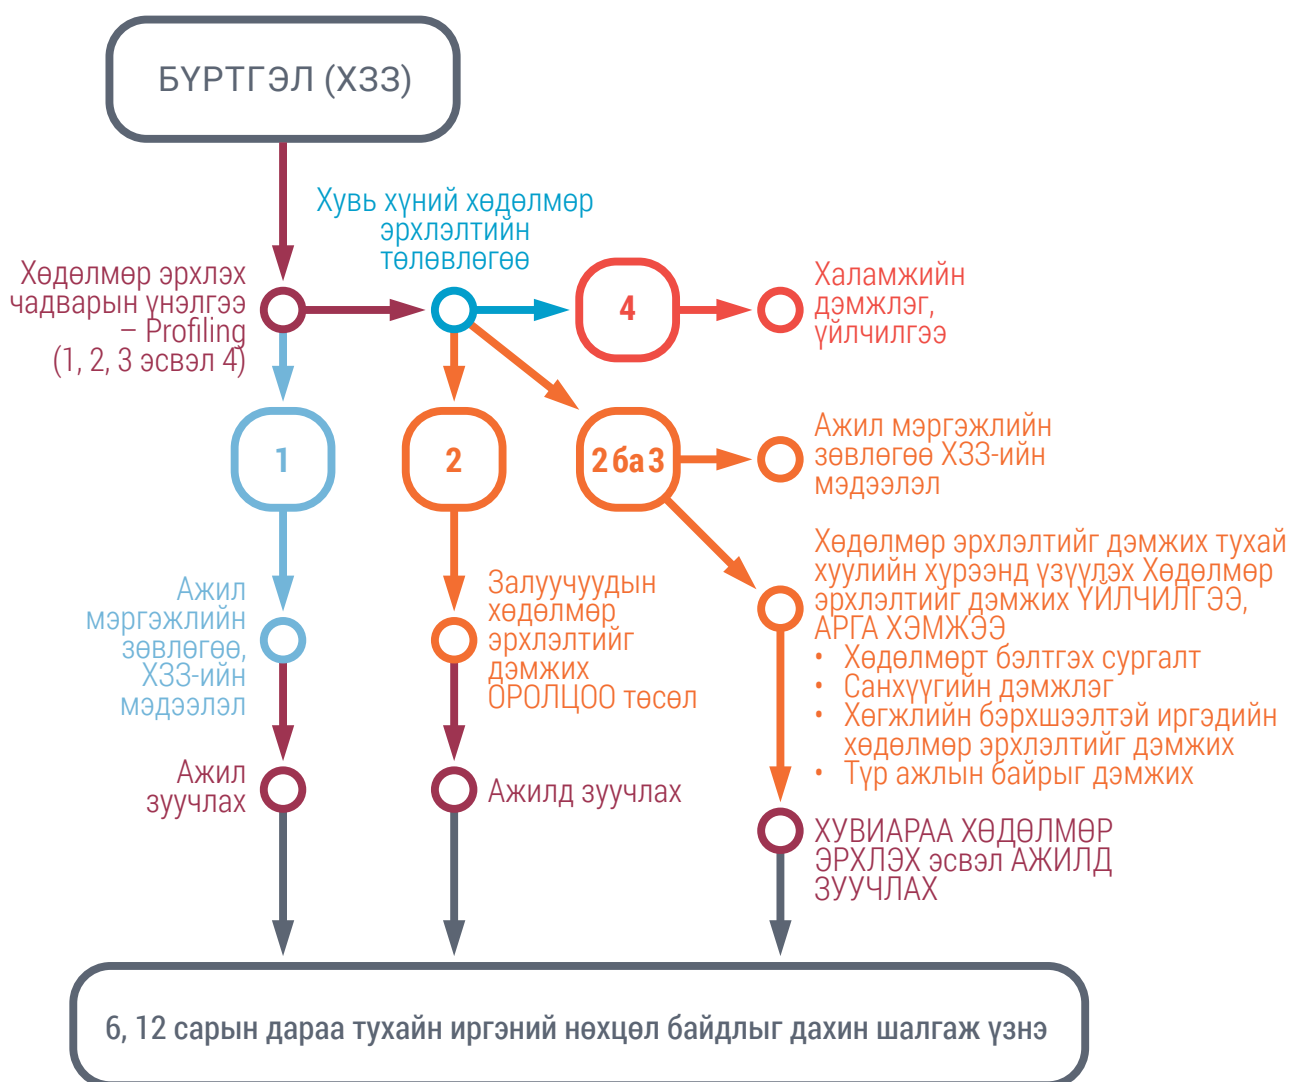 БҮРТГЭЛ (ХЗЗ)
Хувь хүний хөдөлмөр
эрхлэлтийн
төлөвлөгөө
Хөдөлмөр эрхлэх
чадварын үнэлгээ
– Profiling
(1, 2, 3 эсвэл 4)
4
Халамжийн
дэмжлэг,
үйлчилгээ
1
2
2 ба 3
Ажил мэргэжлийн
зөвлөгөө ХЗЗ-ийн
мэдээлэл
Ажил
мэргэжлийн
зөвлөгөө,
ХЗЗ-ийн
мэдээлэл
Залуучуудын
хөдөлмөр
эрхлэлтийг
дэмжих
ОРОЛЦОО төсөл
Хөдөлмөр эрхлэлтийг дэмжих тухай
хуулийн хүрээнд үзүүлэх Хөдөлмөр
эрхлэлтийг дэмжих ҮЙЛЧИЛГЭЭ,
АРГА ХЭМЖЭЭ
• Хөдөлмөрт бэлтгэх сургалт
• Санхүүгийн дэмжлэг
• Хөгжлийн бэрхшээлтэй иргэдийн
хөдөлмөр эрхлэлтийг дэмжих
• Түр ажлын байрыг дэмжих
Ажил
зуучлах
Ажилд зуучлах
ХУВИАРАА ХӨДӨЛМӨР
ЭРХЛЭХ эсвэл АЖИЛД
ЗУУЧЛАХ
6, 12 сарын дараа тухайн иргэний нөхцөл байдлыг дахин шалгаж үзнэ